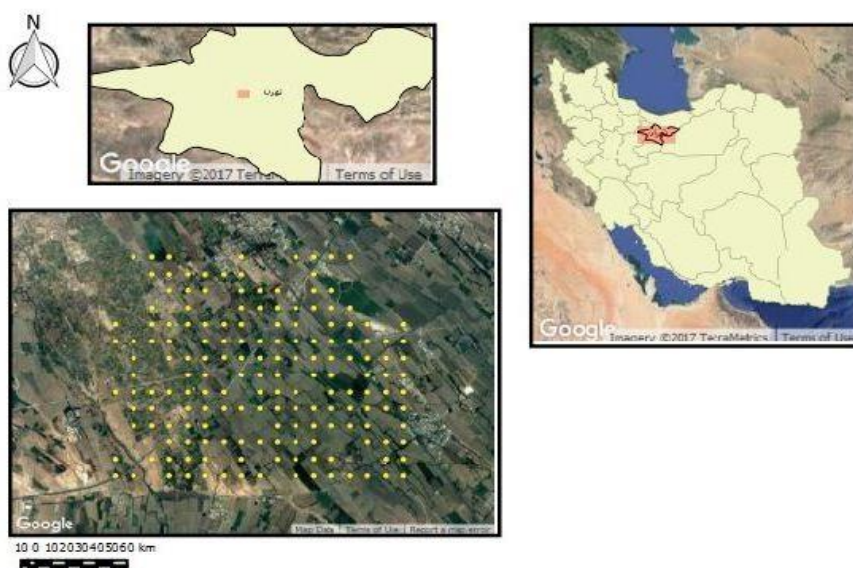 N
تهران
Google
Imagery ©2017 TerraMetrics
Terms of Use
Google
Imagery ©2017 TerraMetrics
Terms of Use
Google
Map Data
Terms of Use
Report a map error
10 0 102030405060 km